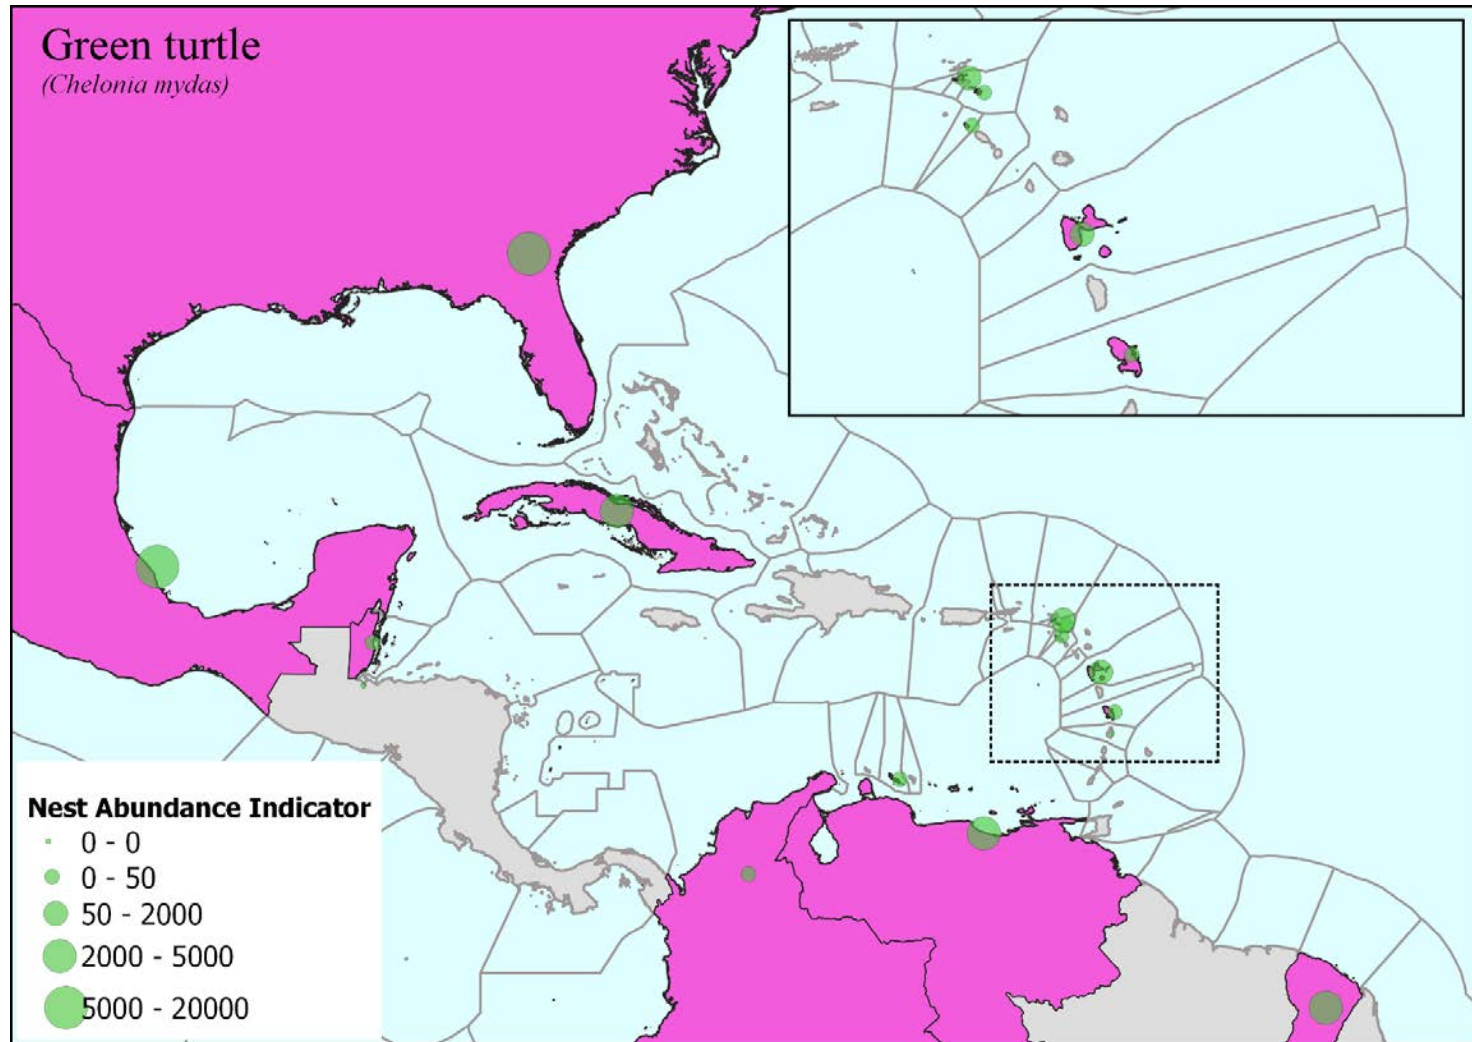 Green turtle
(Chelonia mydas)
Nest Abundance Indicator
0 - 0
0 - 50
50 - 2000
2000 - 5000
5000 - 20000